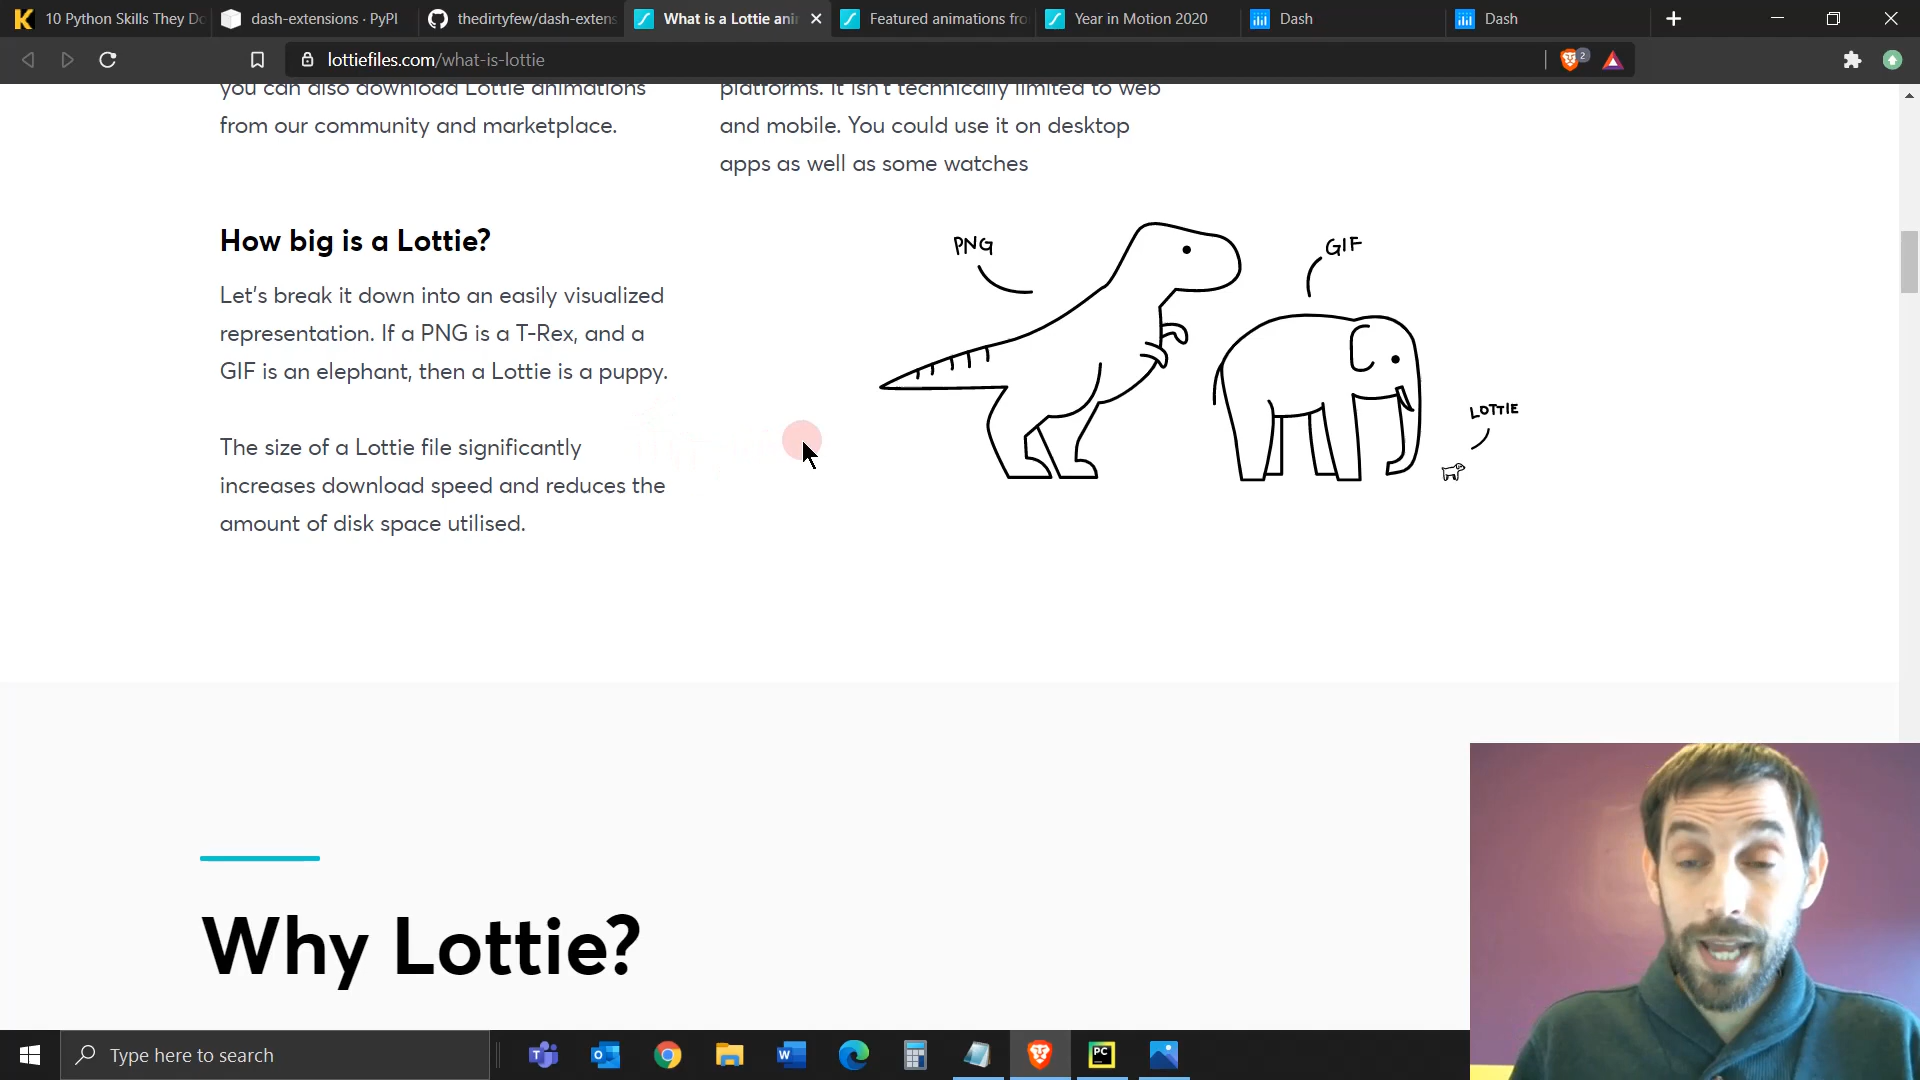 10 Python Skills They Do
dash-extensions · PyPI
thedirtyfew/dash-extens
What is a Lottie ani
Featured animations fro
Year in Motion 2020
Dash
Dash
lottiefiles.com/what-is-lottie
2
you can also download Lottie animations
from our community and marketplace.
platforms. It isn't technically limited to web
and mobile. You could use it on desktop
apps as well as some watches
How big is a Lottie?
Let's break it down into an easily visualized
representation. If a PNG is a T-Rex, and a
GIF is an elephant, then a Lottie is a puppy.
The size of a Lottie file significantly
increases download speed and reduces the
amount of disk space utilised.
PNG
GIF
LOTTIE
Why Lottie?
Type here to search